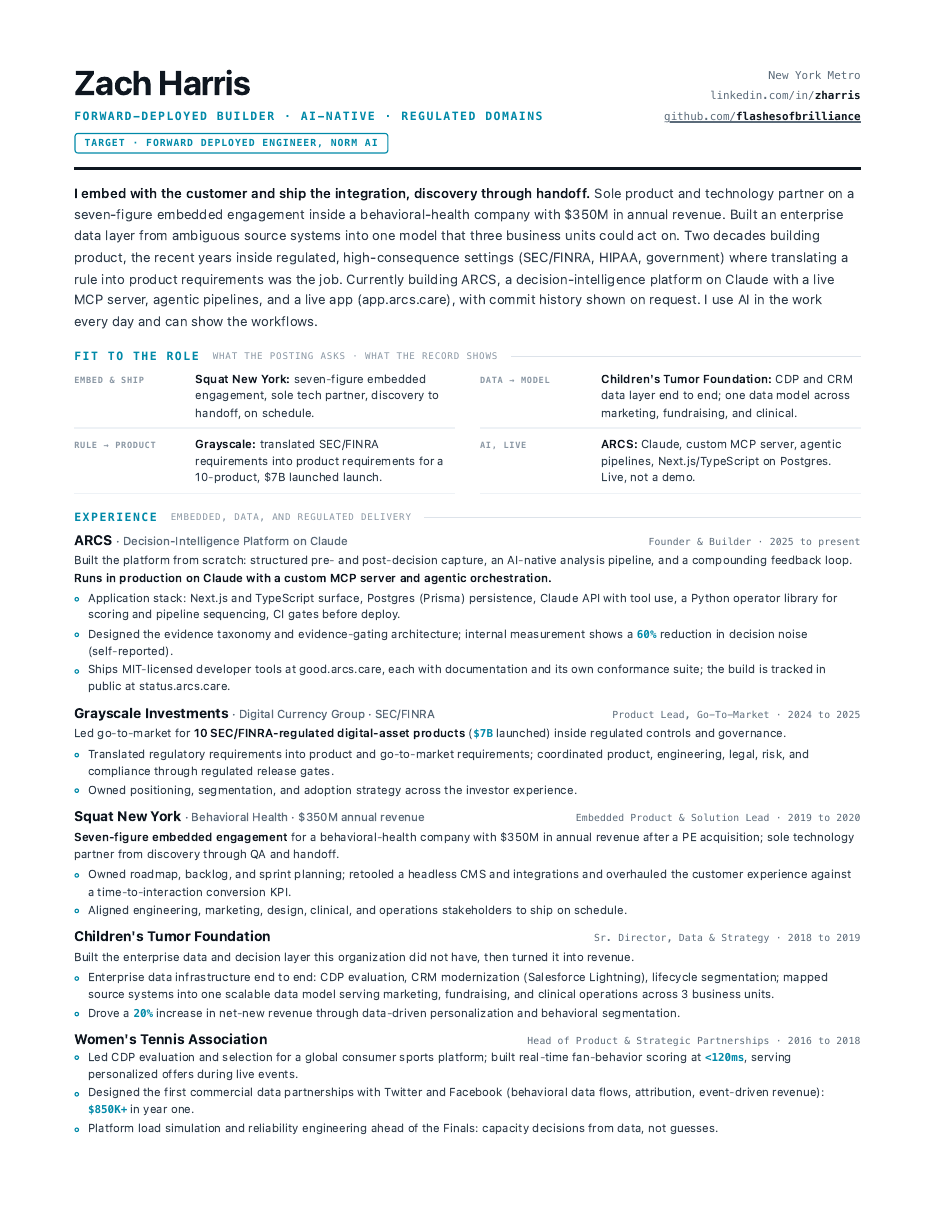 Zach Harris
New York Metro
linkedin.com/in/zharris
github.com/flashesofbrilliance
FORWARD-DEPLOYED BUILDER · AI-NATIVE · REGULATED DOMAINS
TARGET · FORWARD DEPLOYED ENGINEER, NORM AI
I embed with the customer and ship the integration, discovery through handoff. Sole product and technology partner on a
seven-figure embedded engagement inside a behavioral-health company with $350M in annual revenue. Built an enterprise
data layer from ambiguous source systems into one model that three business units could act on. Two decades building
product, the recent years inside regulated, high-consequence settings (SEC/FINRA, HIPAA, government) where translating a
rule into product requirements was the job. Currently building ARCS, a decision-intelligence platform on Claude with a live
MCP server, agentic pipelines, and a live app (app.arcs.care), with commit history shown on request. I use AI in the work
every day and can show the workflows.
FIT TO THE ROLE WHAT THE POSTING ASKS · WHAT THE RECORD SHOWS
EMBED & SHIP
Squat New York: seven-figure embedded
engagement, sole tech partner, discovery to
handoff, on schedule.
DATA → MODEL
Children's Tumor Foundation: CDP and CRM
data layer end to end; one data model across
marketing, fundraising, and clinical.
RULE → PRODUCT
Grayscale: translated SEC/FINRA
requirements into product requirements for a
10-product, $7B launched launch.
AI, LIVE
ARCS: Claude, custom MCP server, agentic
pipelines, Next.js/TypeScript on Postgres.
Live, not a demo.
EXPERIENCE EMBEDDED, DATA, AND REGULATED DELIVERY
ARCS · Decision-Intelligence Platform on Claude Founder & Builder · 2025 to present
Built the platform from scratch: structured pre- and post-decision capture, an AI-native analysis pipeline, and a compounding feedback loop.
Runs in production on Claude with a custom MCP server and agentic orchestration.
Application stack: Next.js and TypeScript surface, Postgres (Prisma) persistence, Claude API with tool use, a Python operator library for
scoring and pipeline sequencing, CI gates before deploy.
Designed the evidence taxonomy and evidence-gating architecture; internal measurement shows a 60% reduction in decision noise
(self-reported).
Ships MIT-licensed developer tools at good.arcs.care, each with documentation and its own conformance suite; the build is tracked in
public at status.arcs.care.
Grayscale Investments · Digital Currency Group · SEC/FINRA Product Lead, Go-To-Market · 2024 to 2025
Led go-to-market for 10 SEC/FINRA-regulated digital-asset products ($7B launched) inside regulated controls and governance.
Translated regulatory requirements into product and go-to-market requirements; coordinated product, engineering, legal, risk, and
compliance through regulated release gates.
Owned positioning, segmentation, and adoption strategy across the investor experience.
Squat New York · Behavioral Health · $350M annual revenue Embedded Product & Solution Lead · 2019 to 2020
Seven-figure embedded engagement for a behavioral-health company with $350M in annual revenue after a PE acquisition; sole technology
partner from discovery through QA and handoff.
Owned roadmap, backlog, and sprint planning; retooled a headless CMS and integrations and overhauled the customer experience against
a time-to-interaction conversion KPI.
Aligned engineering, marketing, design, clinical, and operations stakeholders to ship on schedule.
Children's Tumor Foundation Sr. Director, Data & Strategy · 2018 to 2019
Built the enterprise data and decision layer this organization did not have, then turned it into revenue.
Enterprise data infrastructure end to end: CDP evaluation, CRM modernization (Salesforce Lightning), lifecycle segmentation; mapped
source systems into one scalable data model serving marketing, fundraising, and clinical operations across 3 business units.
Drove a 20% increase in net-new revenue through data-driven personalization and behavioral segmentation.
Women's Tennis Association Head of Product & Strategic Partnerships · 2016 to 2018
Led CDP evaluation and selection for a global consumer sports platform; built real-time fan-behavior scoring at <120ms, serving
personalized offers during live events.
Designed the first commercial data partnerships with Twitter and Facebook (behavioral data flows, attribution, event-driven revenue):
$850K+ in year one.
Platform load simulation and reliability engineering ahead of the Finals: capacity decisions from data, not guesses.